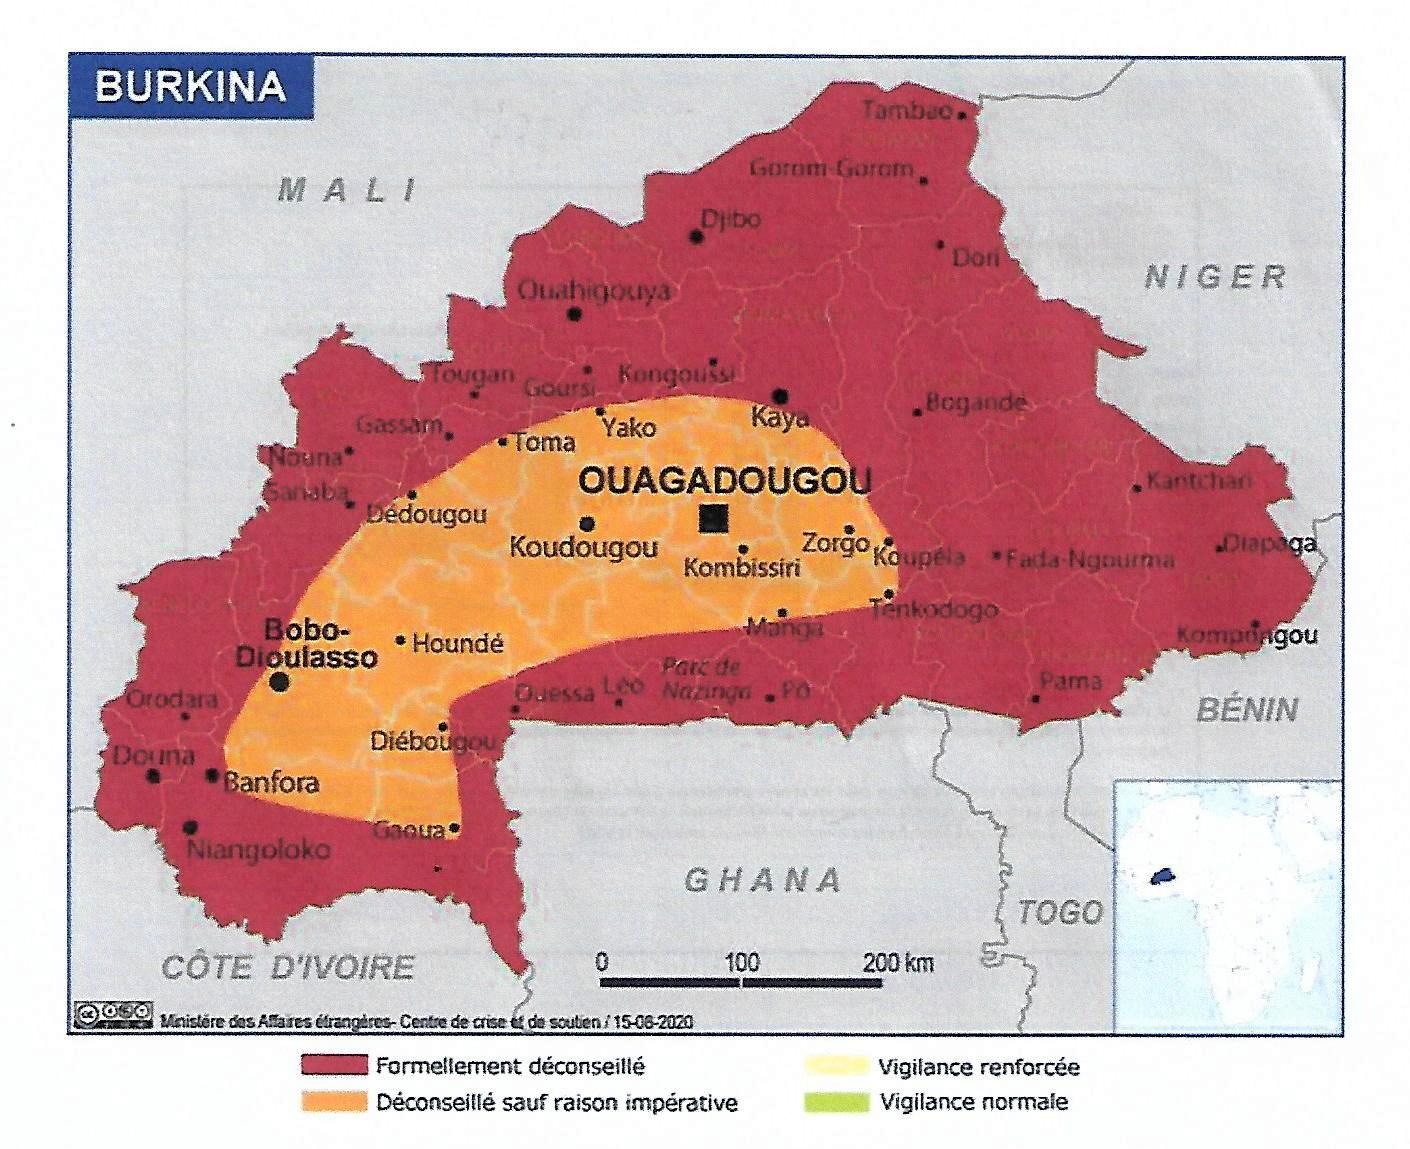 BURKINA
MALI
Tambao
Gorom-Gorom
Djibo
Dori
NIGER
Ouahigouya
Tougan
Goursi
Kongoussi
Kaya
Bogandé
Gassam
Toma
Yako
Nouna
Sanaba
OUAGADOUGOU
Kantchari
Dédougou
Koudougou
Kombissiri
Zorgo
Koupéla
Fada-Ngourma
Diapaga
Bobo-
Dioulasso
Houndé
Manga
Tenkodogo
Kompiongou
Orodara
Ouessa
Léo
Parc de
Nazinga
Pô
Pama
BÉNIN
Douna
Diébougou
Banfora
Gaoua
Niangoloko
GHANA
TOGO
CÔTE D'IVOIRE
0 100 200 km
Ministère des Affaires étrangères- Centre de crise et de soutien / 15-06-2020
Formellement déconseillé
Déconseillé sauf raison impérative
Vigilance renforcée
Vigilance normale